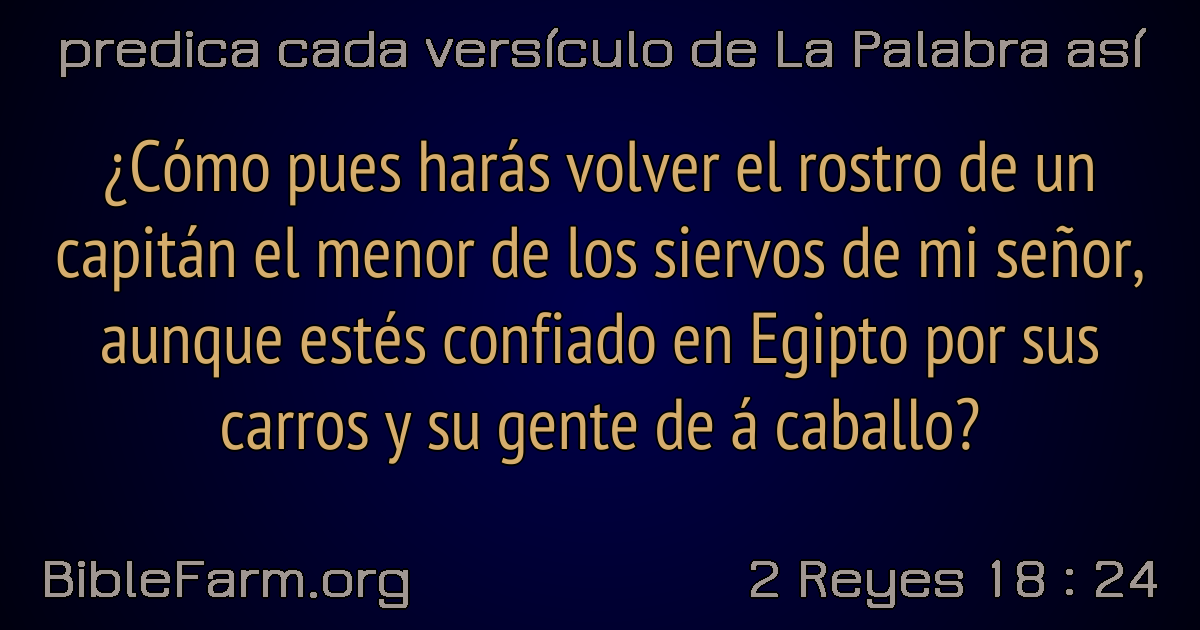 predica cada versículo de La Palabra así
¿Cómo pues harás volver el rostro de un
capitán el menor de los siervos de mi señor,
aunque estés confiado en Egipto por sus
carros y su gente de á caballo?
BibleFarm.org
2 Reyes 18 : 24